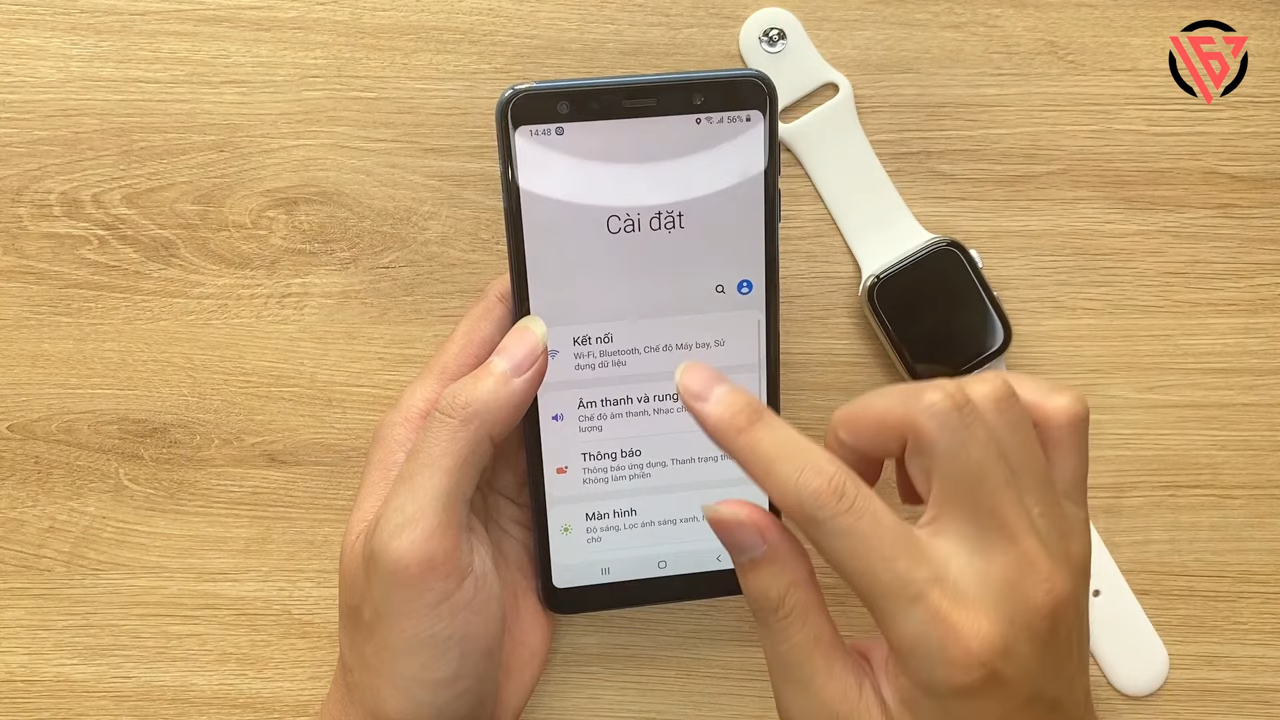 14:48
56%
Cài đặt
Kết nối
Wi-Fi, Bluetooth, Chế độ Máy bay, Sử
dụng dữ liệu
Âm thanh và rung
Chế độ âm thanh, Nhạc
lượng
Thông báo
Thông báo ứng dụng, Thanh trạng
Không làm phiền
Màn hình
Độ sáng, Lọc ánh sáng xanh,
chờ